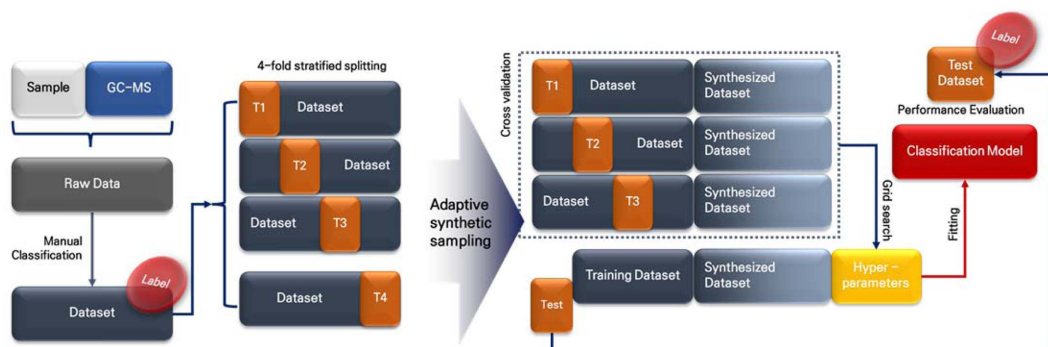 Sample
GC-MS
Raw Data
Manual
Classification
Label
Dataset
4-fold stratified splitting
T1
Dataset
T2
Dataset
Dataset
T3
Dataset
T4
Adaptive
synthetic
sampling
Cross validation
T1
Dataset
Synthesized
Dataset
T2
Dataset
Synthesized
Dataset
Dataset
T3
Synthesized
Dataset
Test
Training Dataset
Synthesized
Dataset
Hyper-
parameters
Grid search
Fitting
Label
Test
Dataset
Performance Evaluation
Classification Model